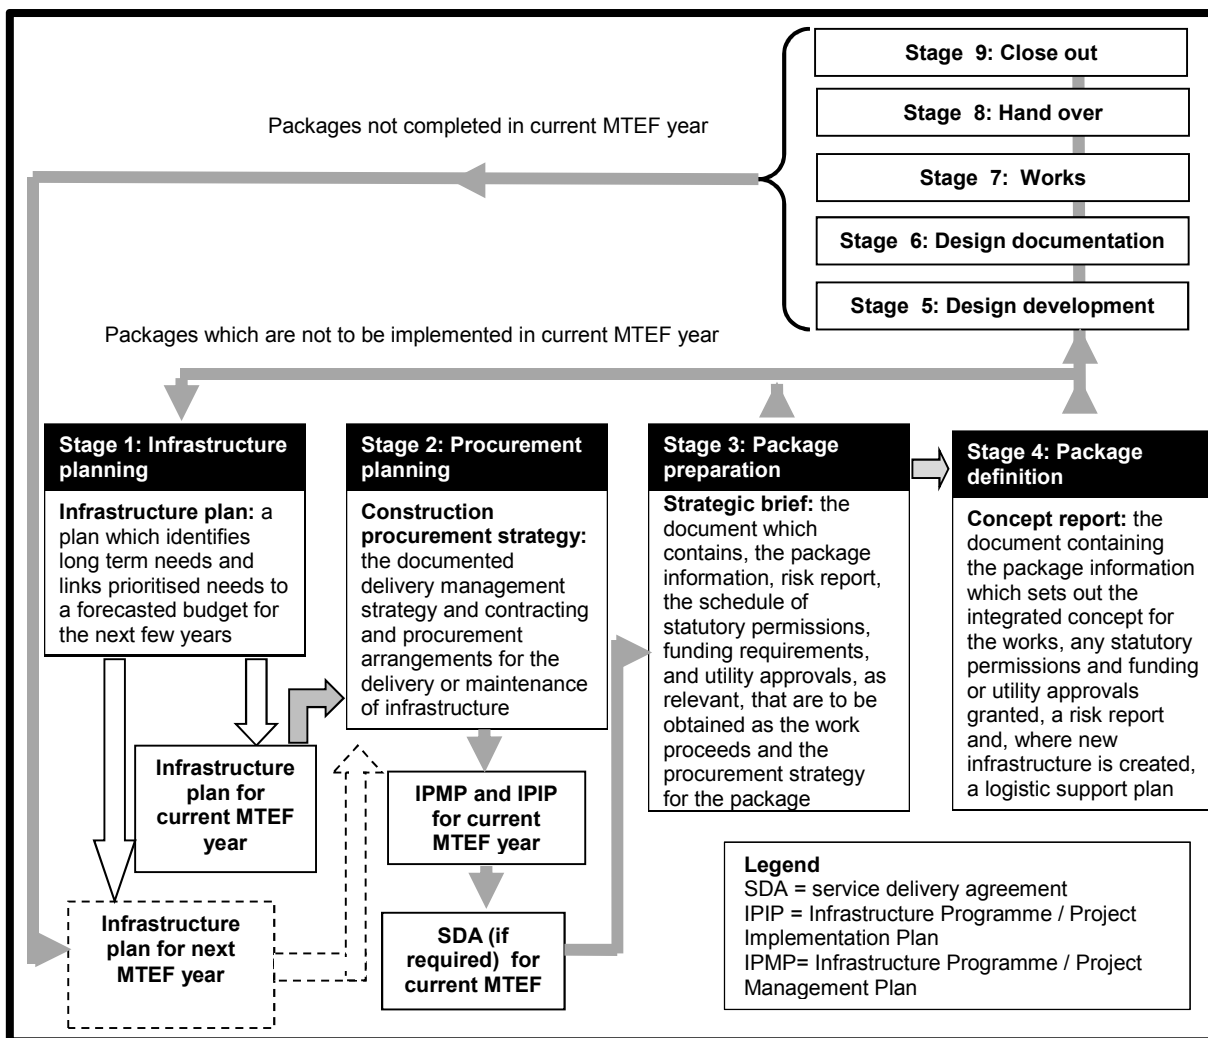 Stage 9: Close out
Stage 8: Hand over
Packages not completed in current MTEF year
Stage 7: Works
Stage 6: Design documentation
Stage 5: Design development
Packages which are not to be implemented in current MTEF year
Stage 1: Infrastructure
planning
Infrastructure plan: a
plan which identifies
long term needs and
links prioritised needs to
a forecasted budget for
the next few years
Infrastructure
plan for
current MTEF
year
Infrastructure
plan for next
MTEF year
Stage 2: Procurement
planning
Construction
procurement strategy:
the documented
delivery management
strategy and contracting
and procurement
arrangements for the
delivery or maintenance
of infrastructure
IPMP and IPIP
for current
MTEF year
SDA (if
required) for
current MTEF
Stage 3: Package
preparation
Strategic brief: the
document which
contains, the package
information, risk report,
the schedule of
statutory permissions,
funding requirements,
and utility approvals, as
relevant, that are to be
obtained as the work
proceeds and the
procurement strategy
for the package
Stage 4: Package
definition
Concept report: the
document containing
the package information
which sets out the
integrated concept for
the works, any statutory
permissions and funding
or utility approvals
granted, a risk report
and, where new
infrastructure is created,
a logistic support plan
Legend
SDA = service delivery agreement
IPIP = Infrastructure Programme / Project
Implementation Plan
IPMP= Infrastructure Programme / Project
Management Plan